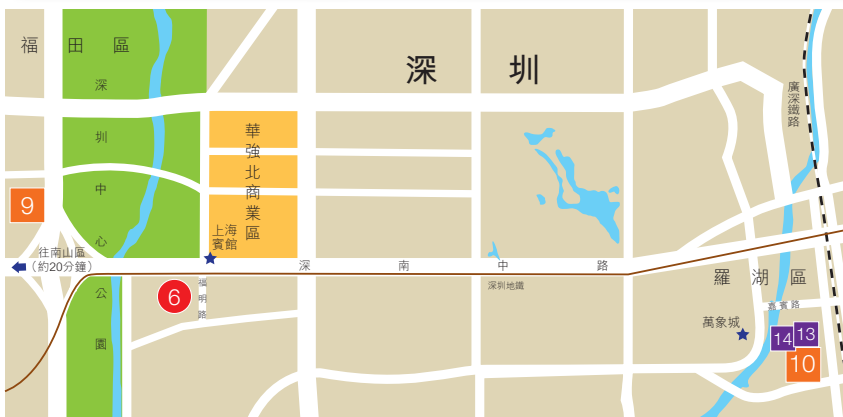 深圳
福田區
深圳中心公園
華強北商業區
廣深鐵路
9
上海
賓館
往南山區
（約20分鐘）
深南中路
6
福明路
深圳地鐵
羅湖區
嘉賓路
萬象城
14
13
10